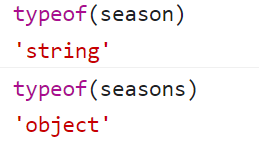 typeof(season)
'string'
typeof(seasons)
'object'